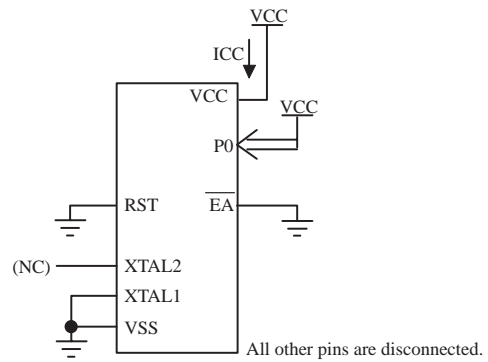 VCC
ICC
VCC
VCC
P0
RST
EA
(NC)
XTAL2
XTAL1
VSS
All other pins are disconnected.